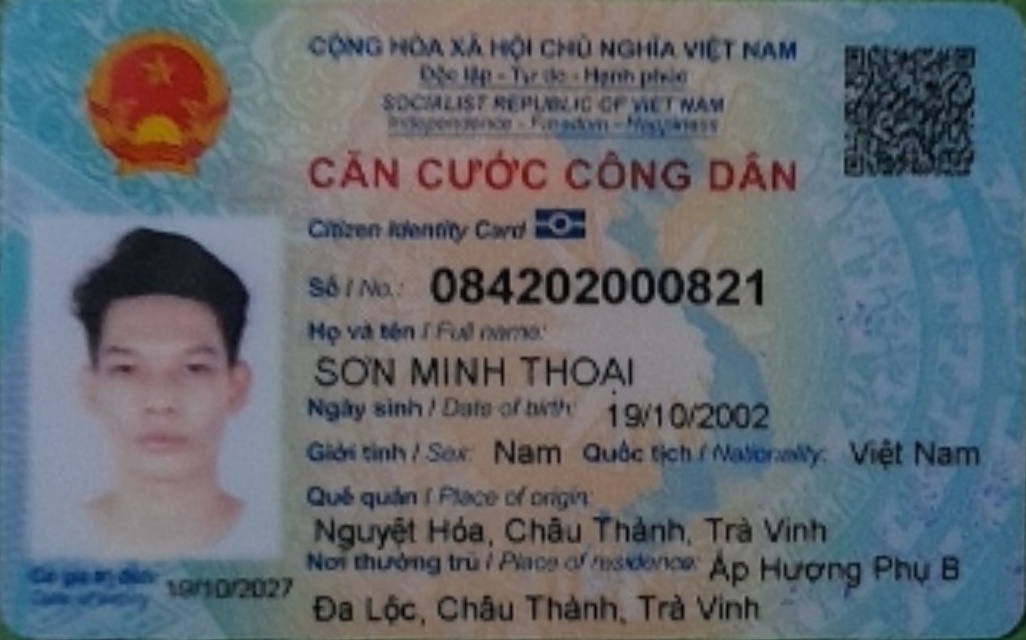 CỘNG HÒA XÃ HỘI CHỦ NGHĨA VIỆT NAM
Độc lập - Tự do - Hạnh phúc
SOCIALIST REPUBLIC OF VIET NAM
Independence - Freedom - Happiness
CĂN CƯỚC CÔNG DÂN
Citizen Identity Card
Số / No.: 084202000821
Họ và tên / Full name:
SƠN MINH THOẠI
Ngày sinh / Date of birth: 19/10/2002
Giới tính / Sex: Nam Quốc tịch / Nationality: Việt Nam
Quê quán / Place of origin:
Nguyệt Hóa, Châu Thành, Trà Vinh
Nơi thường trú / Place of residence: Ấp Hương Phụ B
Đa Lộc, Châu Thành, Trà Vinh
Có giá trị đến: 19/10/2027
Date of expiry